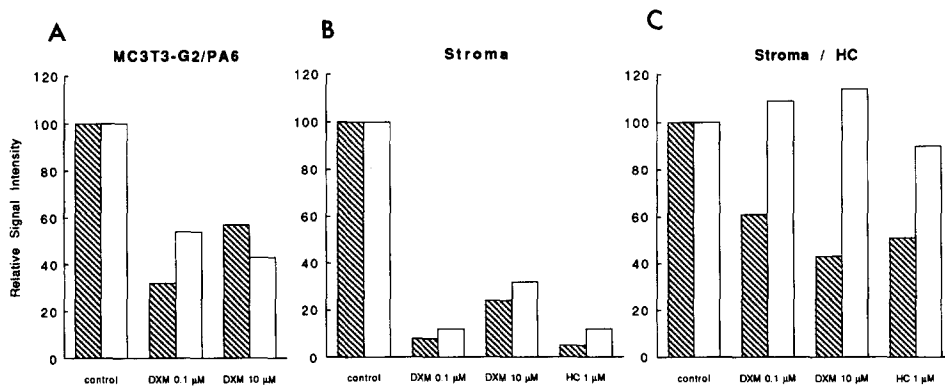 A
MC3T3-G2/PA6
Relative Signal Intensity
120
100
80
60
40
20
0
control
DXM 0.1 μM
DXM 10 μM
B
Stroma
120
100
80
60
40
20
0
control
DXM 0.1 μM
DXM 10 μM
HC 1 μM
C
Stroma / HC
120
100
80
60
40
20
0
control
DXM 0.1 μM
DXM 10 μM
HC 1 μM